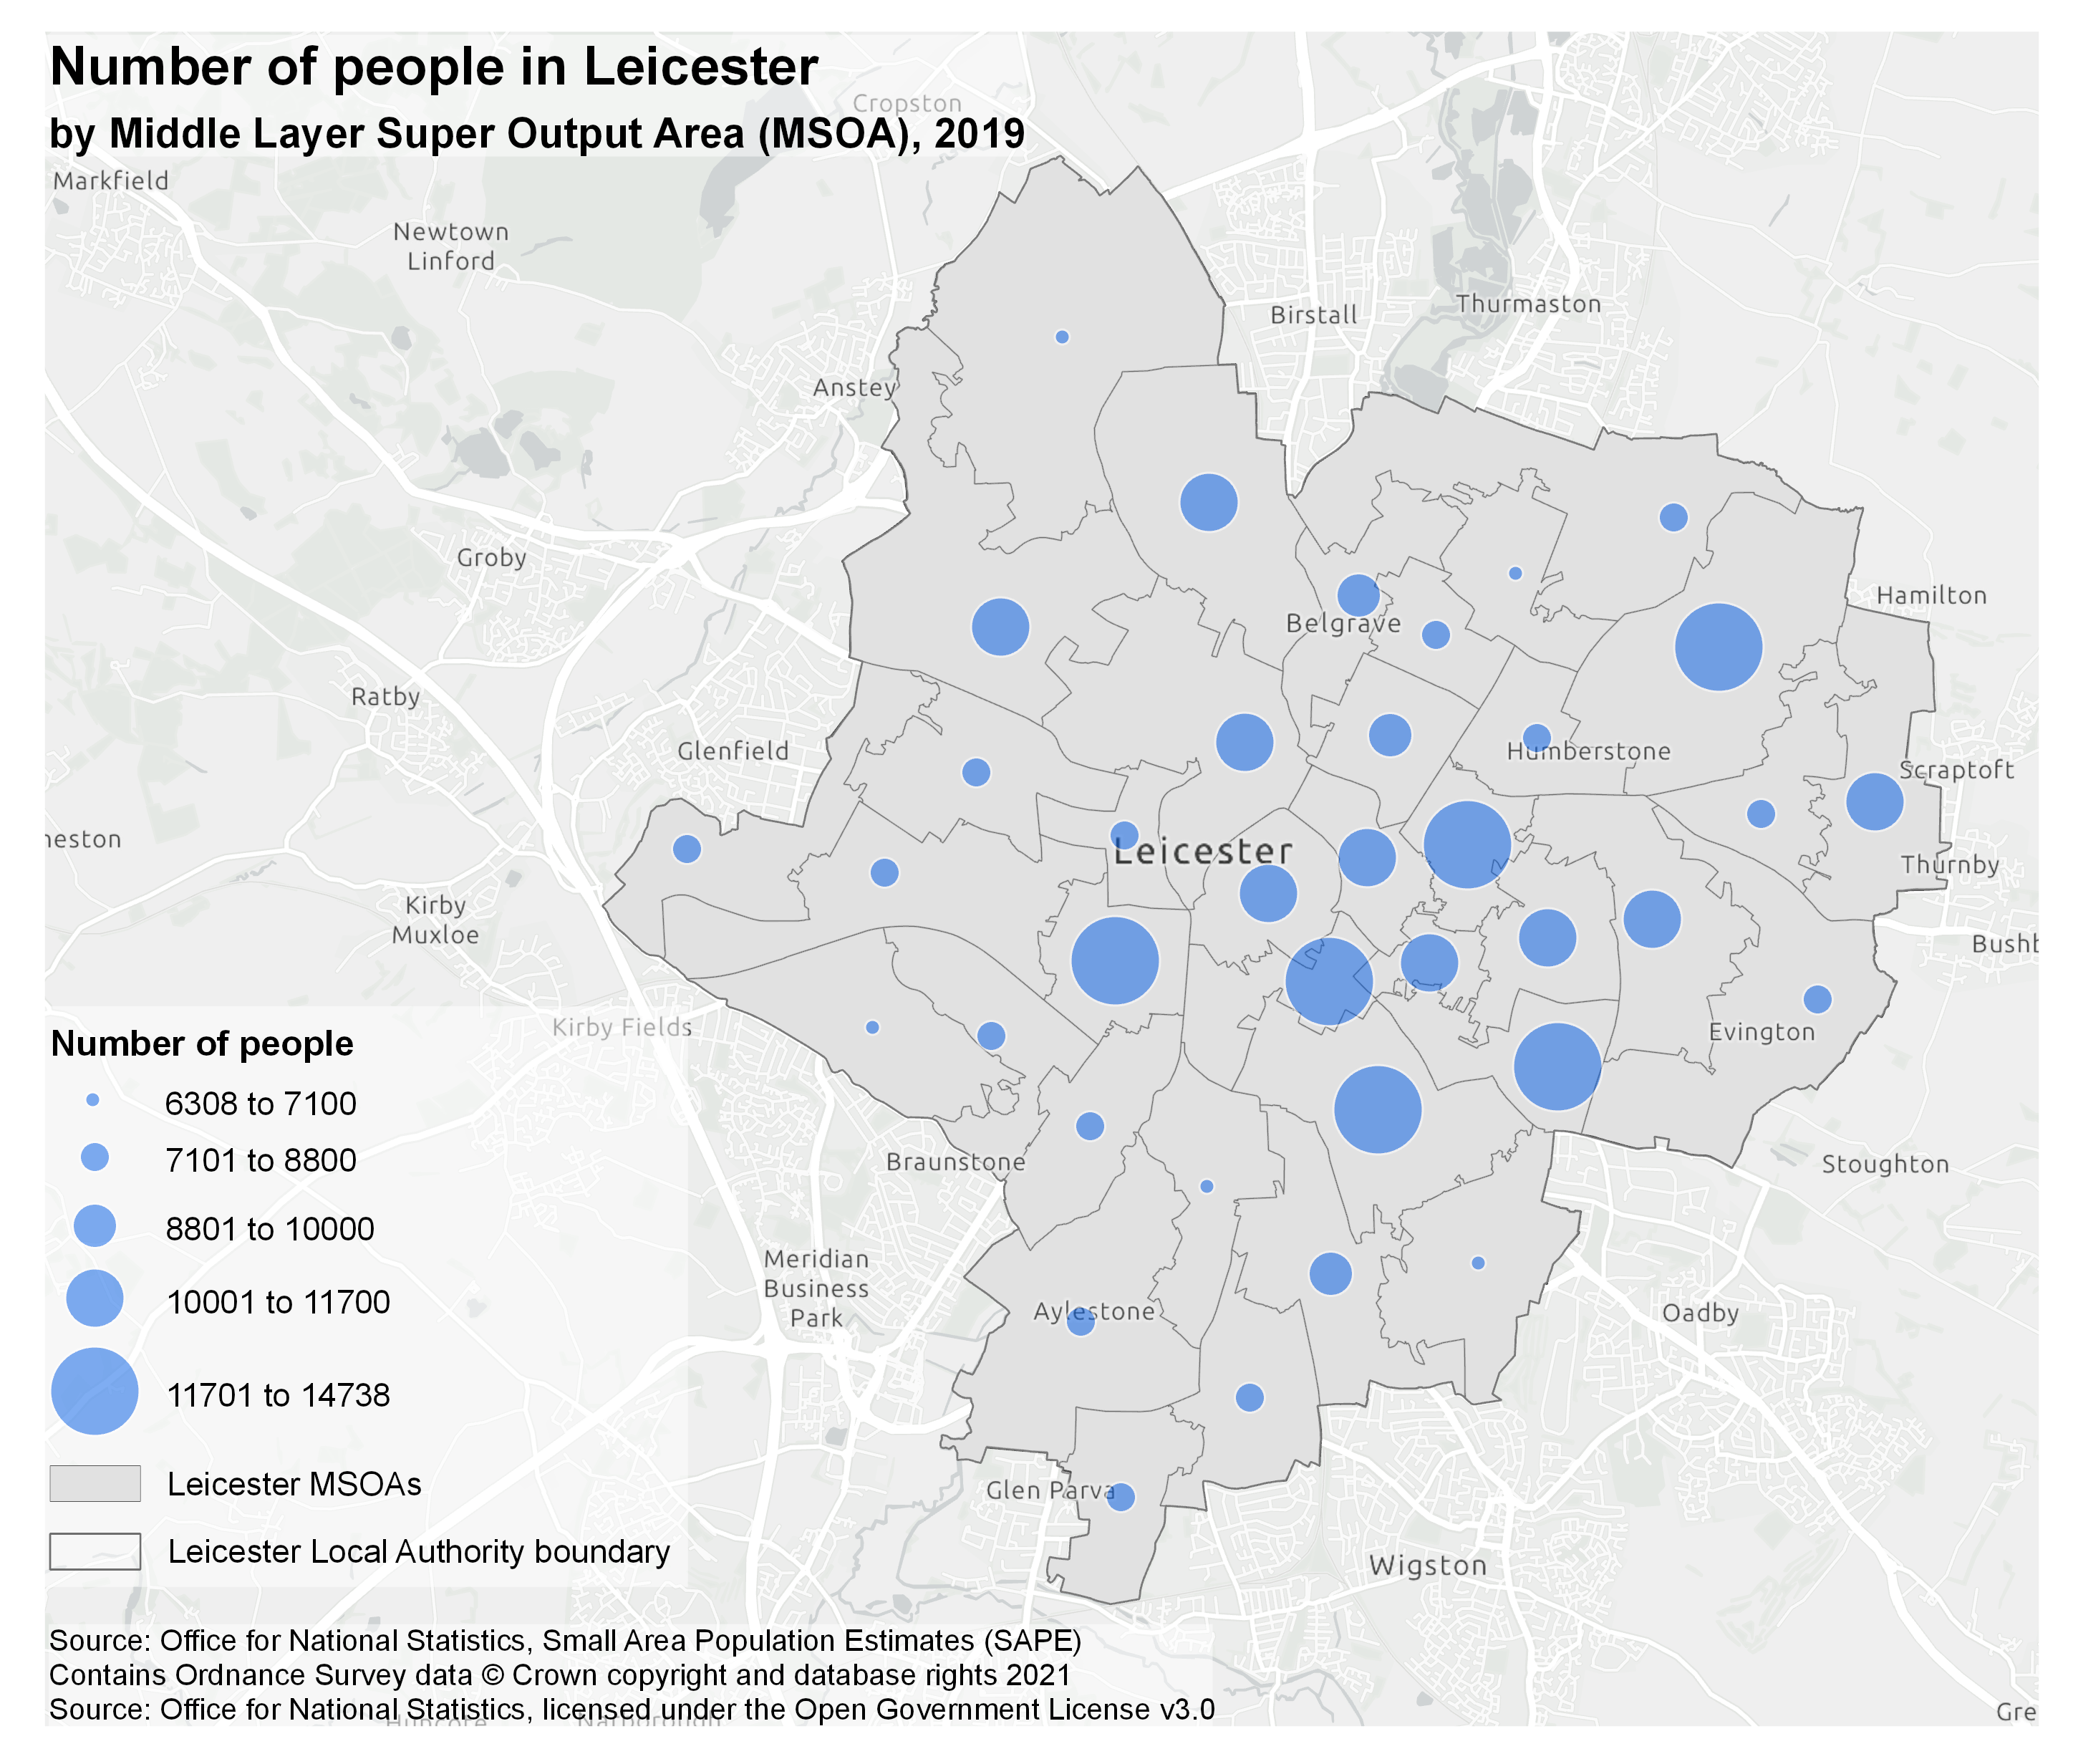 Number of people in Leicester
by Middle Layer Super Output Area (MSOA), 2019
Cropston
Markfield
Newtown
Linford
Thurmaston
Birstall
Anstey
Groby
Hamilton
Belgrave
Ratby
Glenfield
Humberstone
Scraptoft
heston
Leicester
Thurnby
Kirby
Muxloe
Bushb
Kirby Fields
Evington
Braunstone
Stoughton
Meridian
Business
Park
Aylestone
Oadby
Glen Parva
Wigston
Number of people
6308 to 7100
7101 to 8800
8801 to 10000
10001 to 11700
11701 to 14738
Leicester MSOAs
Leicester Local Authority boundary
Source: Office for National Statistics, Small Area Population Estimates (SAPE)
Contains Ordnance Survey data © Crown copyright and database rights 2021
Source: Office for National Statistics, licensed under the Open Government License v3.0
Huncote
Narborough
Gre